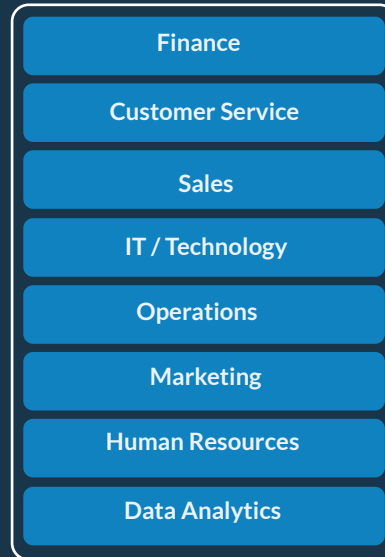 Finance
Customer Service
Sales
IT / Technology
Operations
Marketing
Human Resources
Data Analytics